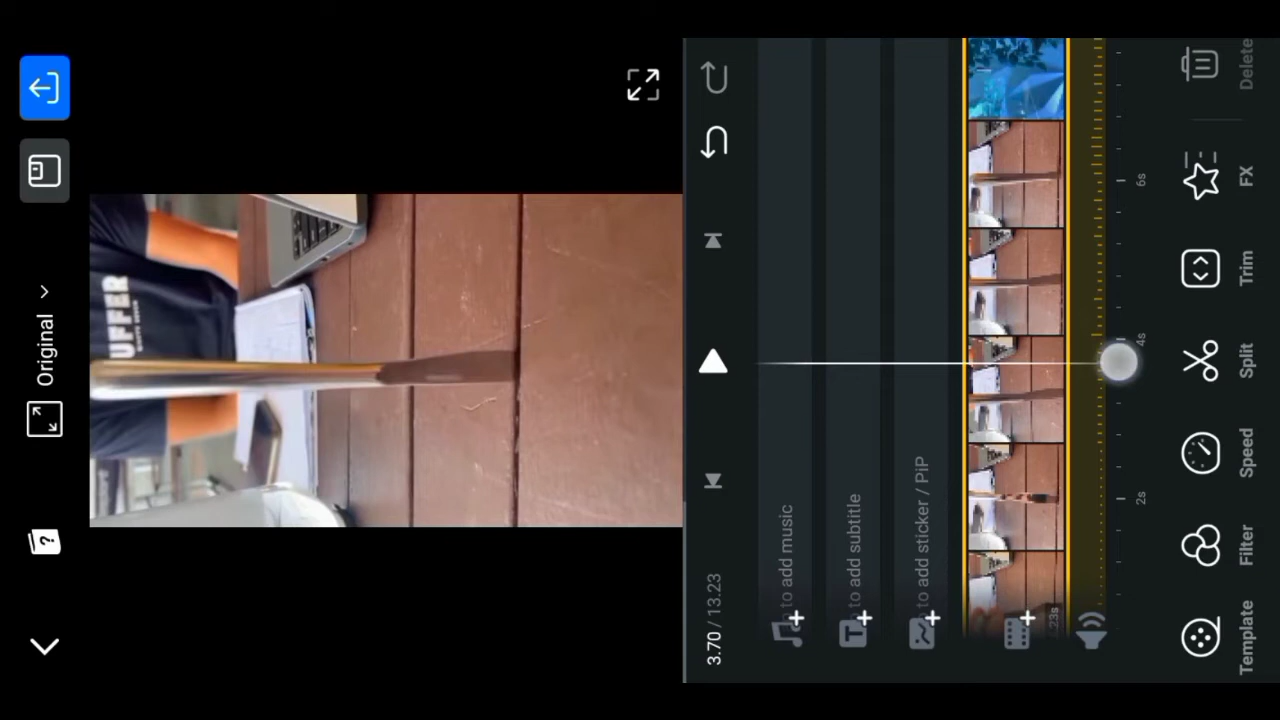 Original
UFFER
3.70 / 13.23
to add music
to add subtitle
to add sticker / PiP
2s
4s
6s
Template
Filter
Speed
Split
Trim
FX
Delete